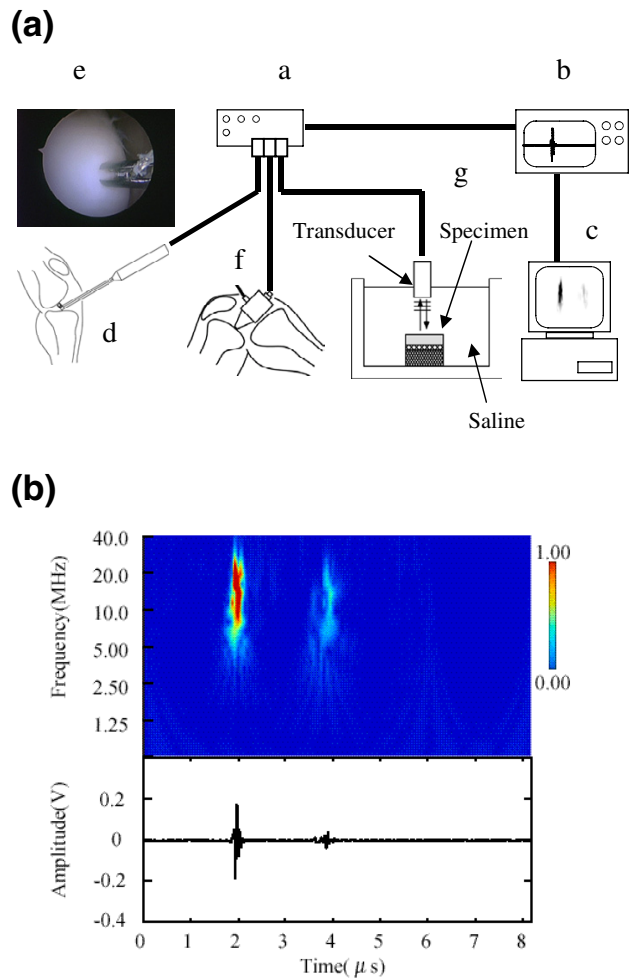 (a)
e a b
g
Transducer Specimen c
f
d
Saline
(b)
Frequency(MHz)
40.0
20.0
10.0
5.00
2.50
1.25
1.00
0.00
Amplitude(V)
0.2
0
-0.2
-0.4
0 1 2 3 4 5 6 7 8
Time( μ s)